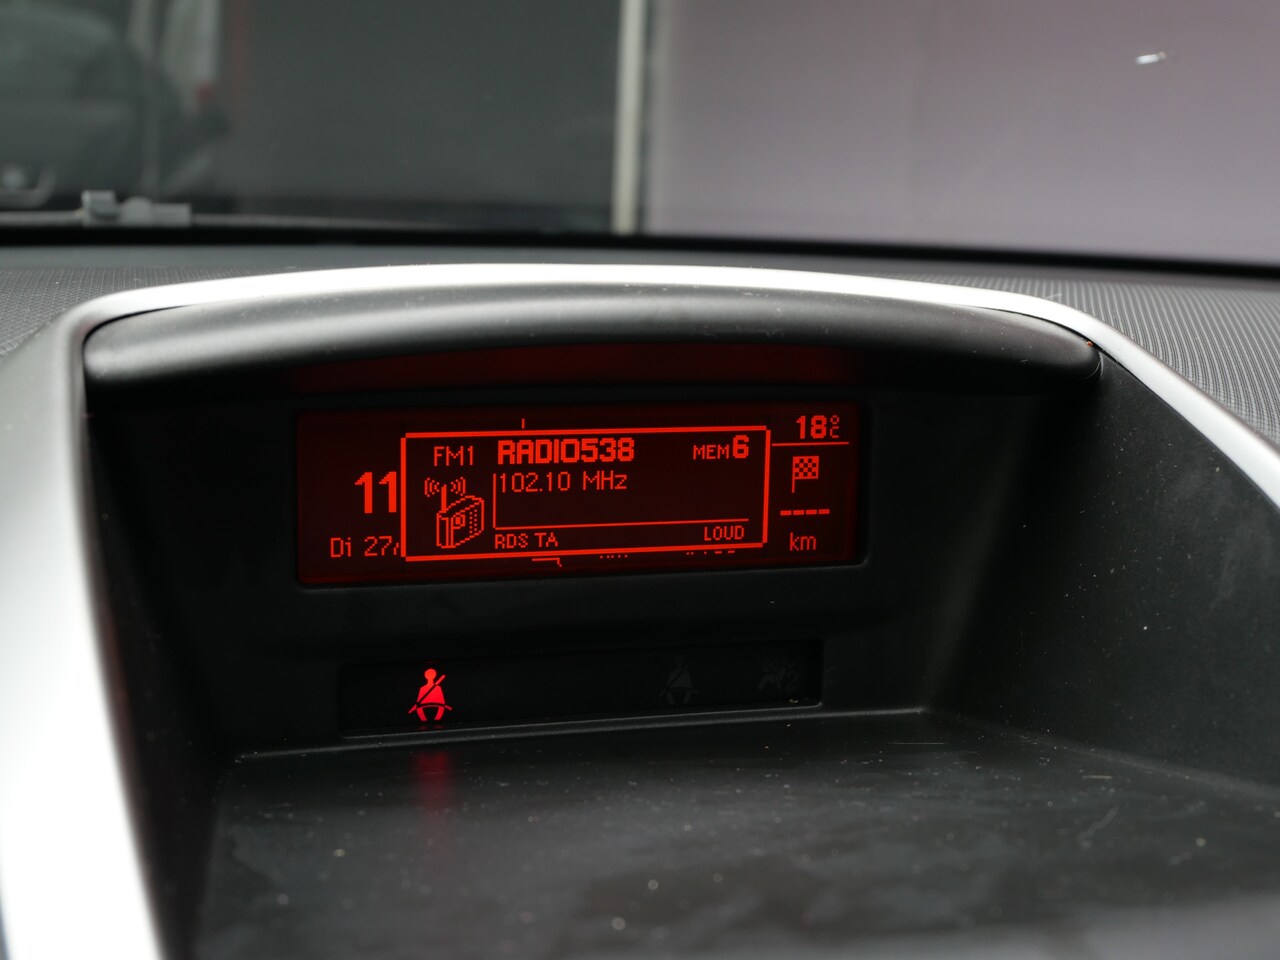 18°C
FM1 RADIO538 MEM6
102.10 MHz
11
Di 27/
RDS TA LOUD
----
km